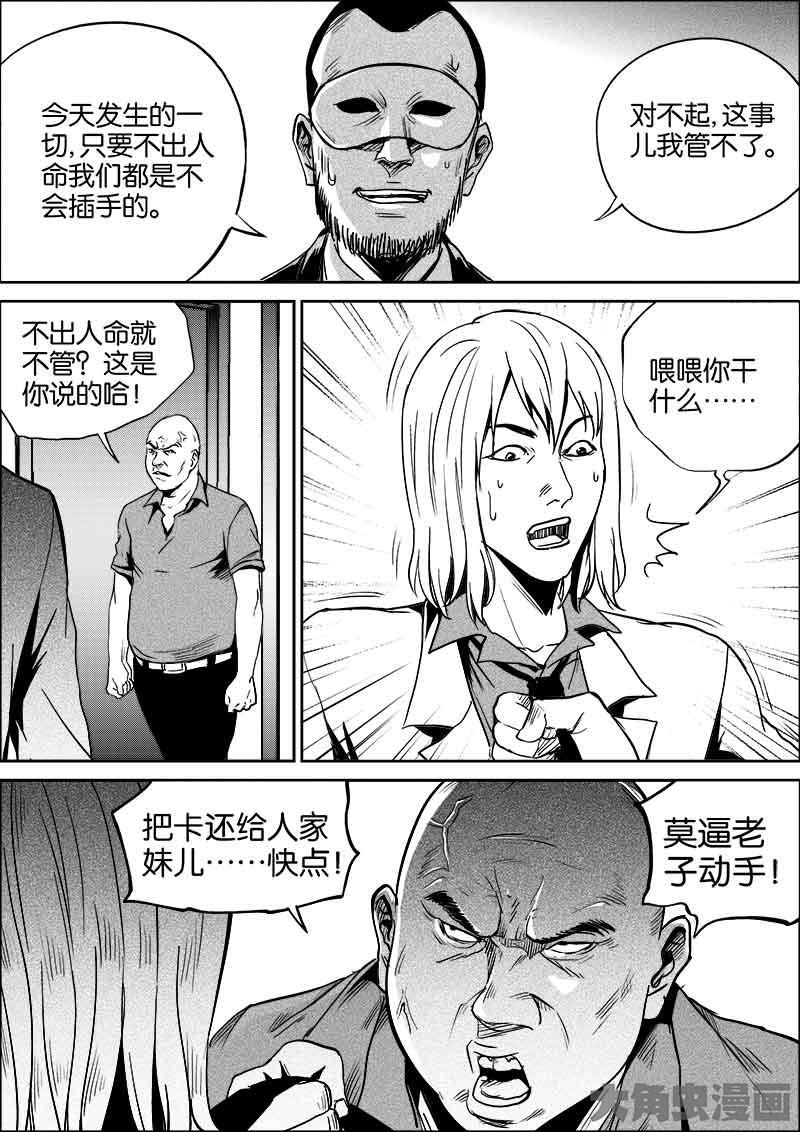 对不起,这事
儿我管不了。
今天发生的一
切,只要不出人
命我们都是不
会插手的。
不出人命就
不管？这是
你说的哈！
喂喂你干
什么……
把卡还给人家
妹儿……快点！
莫逼老
子动手！
大角虫漫画